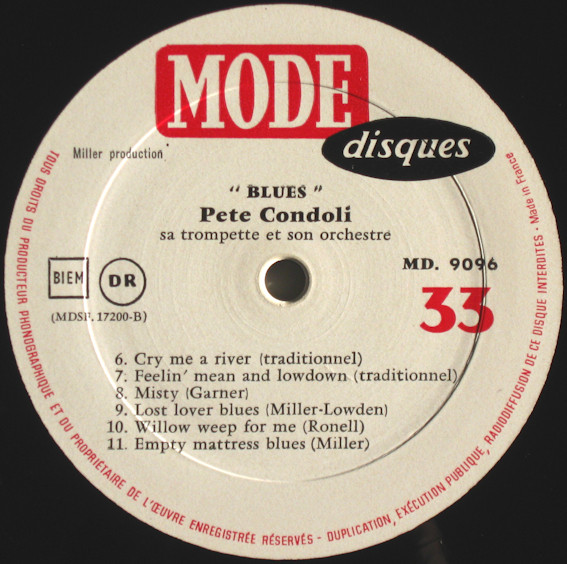 MODE
disques
Miller production
" BLUES "
Pete Condoli
sa trompette et son orchestre
BIEM
DR
(MDSP. 17200-B)
MD. 9096
33
6. Cry me a river (traditionnel)
7. Feelin' mean and lowdown (traditionnel)
8. Misty (Garner)
9. Lost lover blues (Miller-Lowden)
10. Willow weep for me (Ronell)
11. Empty mattress blues (Miller)
TOUS DROITS DU PRODUCTEUR PHONOGRAPHIQUE ET DU PROPRIÉTAIRE DE L'ŒUVRE ENREGISTRÉE RÉSERVÉS - DUPLICATION, EXÉCUTION PUBLIQUE, RADIODIFFUSION DE CE DISQUE INTERDITES - Made in France